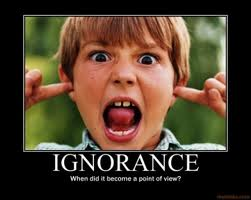 IGNORANCE
When did it become a point of view?